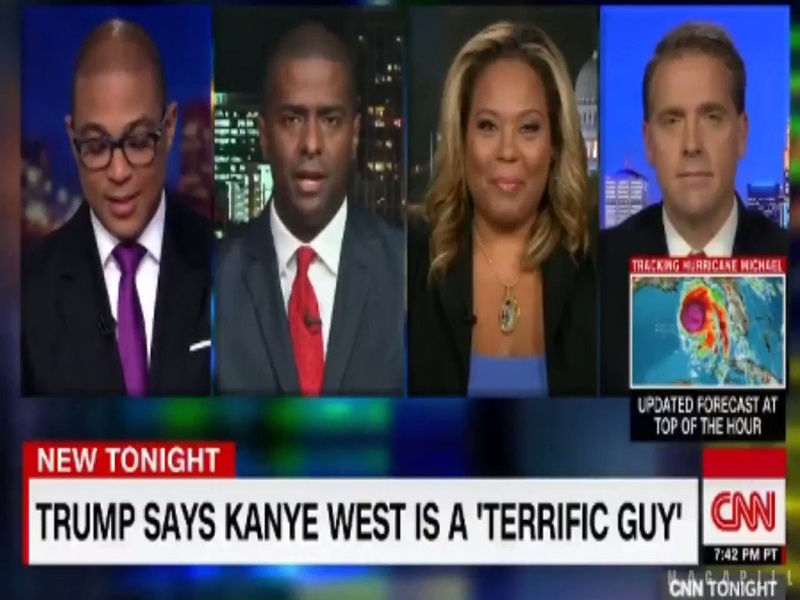 TRACKING HURRICANE MICHAEL
UPDATED FORECAST AT
TOP OF THE HOUR
NEW TONIGHT
TRUMP SAYS KANYE WEST IS A 'TERRIFIC GUY'
CNN
7:42 PM PT
CNN TONIGHT